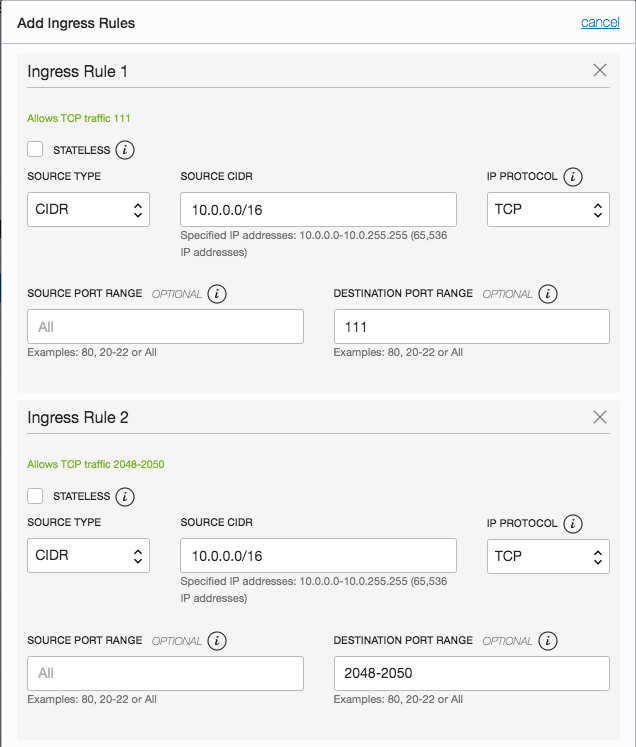 Add Ingress Rules cancel
Ingress Rule 1
Allows TCP traffic 111
STATELESS i
SOURCE TYPE SOURCE CIDR IP PROTOCOL i
CIDR 10.0.0.0/16 TCP
Specified IP addresses: 10.0.0.0-10.0.255.255 (65,536
IP addresses)
SOURCE PORT RANGE OPTIONAL i DESTINATION PORT RANGE OPTIONAL i
All 111
Examples: 80, 20-22 or All Examples: 80, 20-22 or All
Ingress Rule 2
Allows TCP traffic 2048-2050
STATELESS i
SOURCE TYPE SOURCE CIDR IP PROTOCOL i
CIDR 10.0.0.0/16 TCP
Specified IP addresses: 10.0.0.0-10.0.255.255 (65,536
IP addresses)
SOURCE PORT RANGE OPTIONAL i DESTINATION PORT RANGE OPTIONAL i
All 2048-2050
Examples: 80, 20-22 or All Examples: 80, 20-22 or All